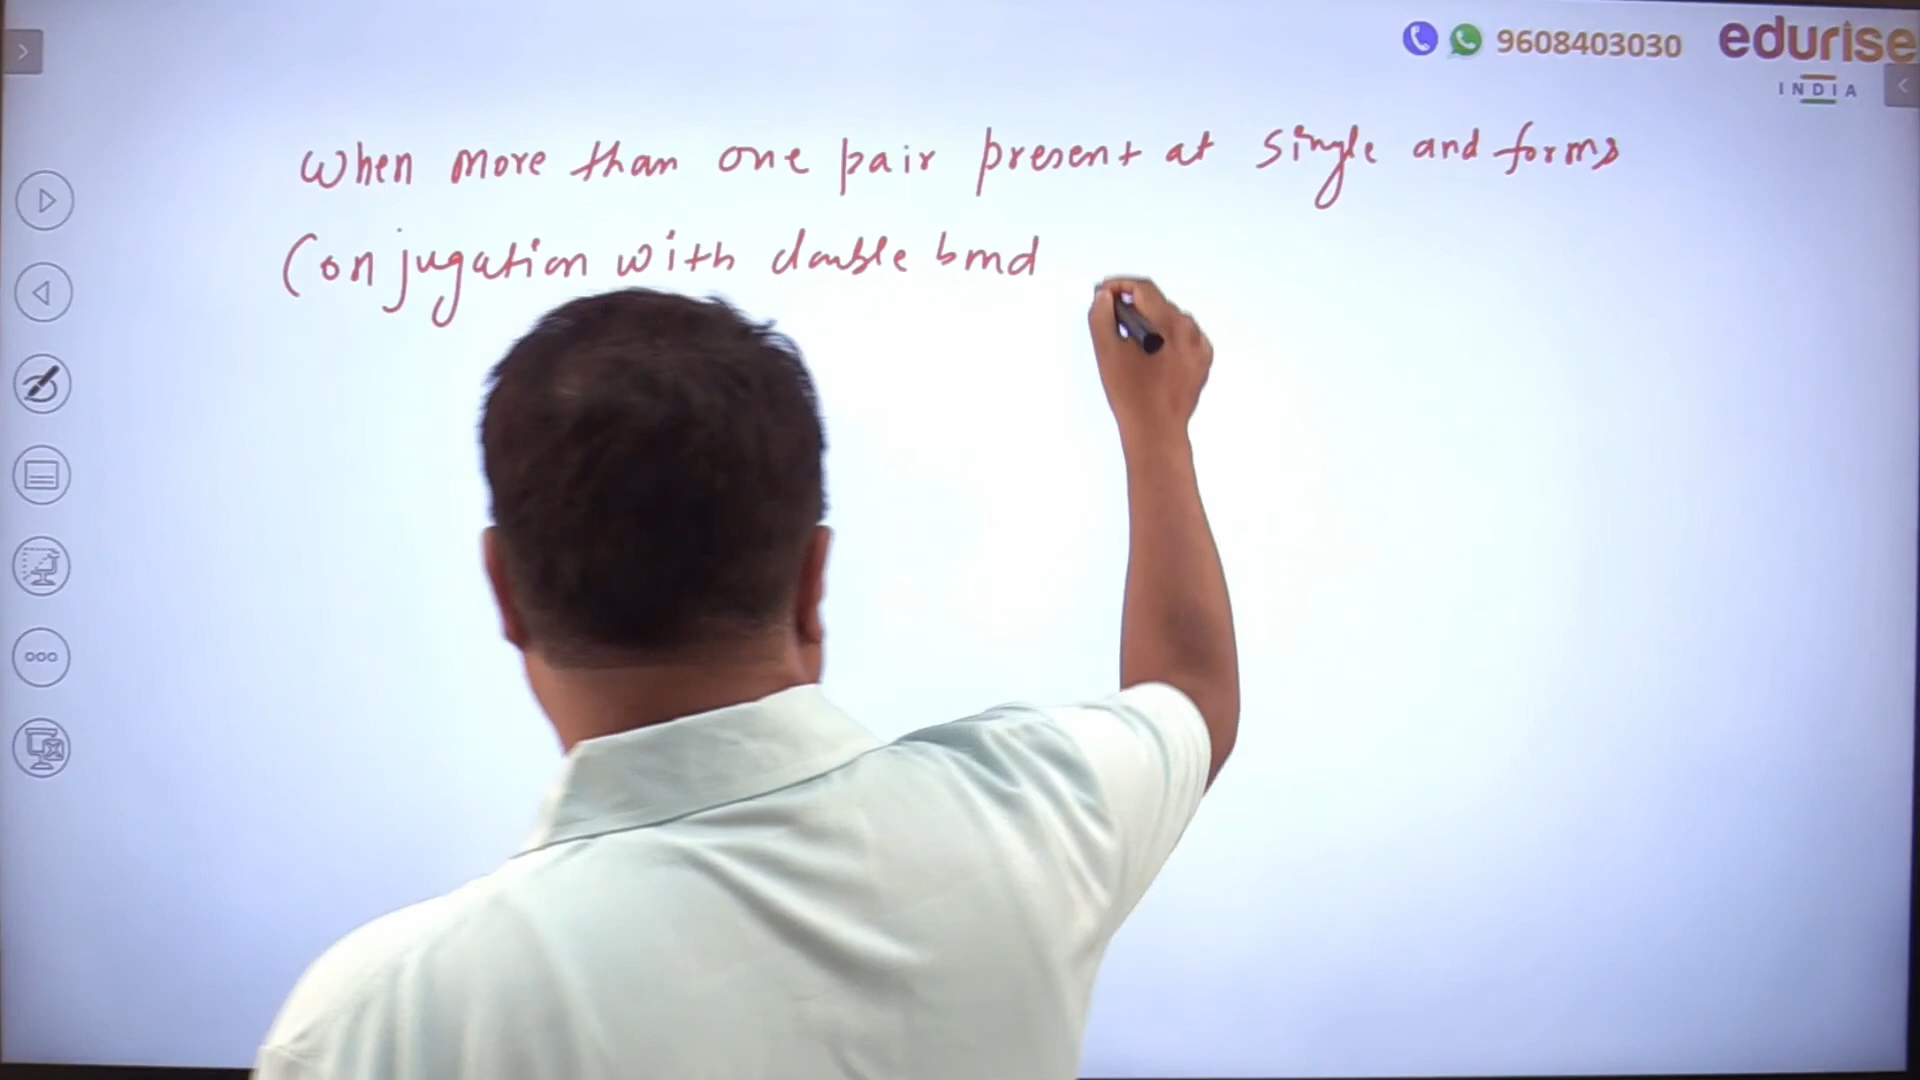 9608403030 edurise
INDIA
when more than one pair present at single and forms
Conjugation with double bond